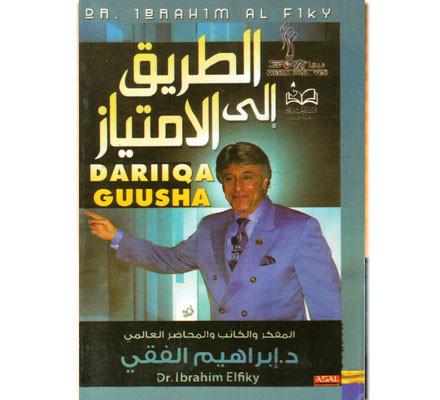 DR. IBRAHIM AL FIKY
الطريق
إلى
الامتياز
DARIIQA
GUUSHA
المفكر والكاتب والمحاضر العالمي
د. إبراهيم الفقي
Dr. Ibrahim Elfiky
ASAL